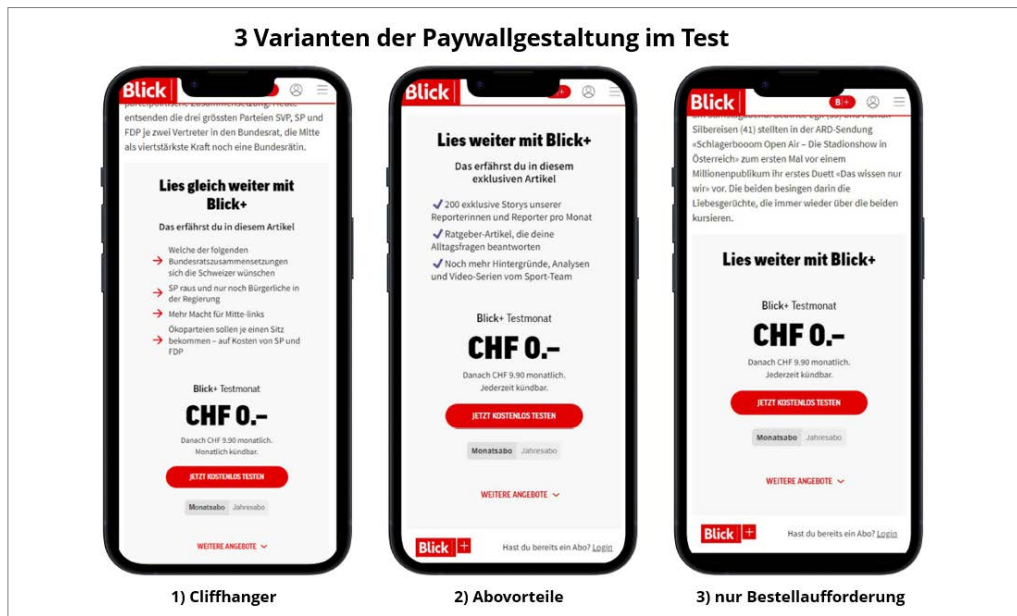 3 Varianten der Paywallgestaltung im Test
Blick
parteipolitische Zusammensetzung. Heute
entsenden die drei grössten Parteien SVP, SP und
FDP je zwei Vertreter in den Bundesrat, die Mitte
als viertstärkste Kraft noch eine Bundesrätin.
Lies gleich weiter mit
Blick+
Das erfährst du in diesem Artikel
Welche der folgenden
Bundesratszusammensetzungen
sich die Schweizer wünschen
SP raus und nur noch Bürgerliche in
der Regierung
Mehr Macht für Mitte-links
Ökoparteien sollen je einen Sitz
bekommen – auf Kosten von SP und
FDP
Blick+ Testmonat
CHF 0.–
Danach CHF 9.90 monatlich.
Monatlich kündbar.
JETZT KOSTENLOS TESTEN
Monatsabo Jahresabo
WEITERE ANGEBOTE
1) Cliffhanger
Blick
Lies weiter mit Blick+
Das erfährst du in diesem
exklusiven Artikel
200 exklusive Storys unserer
Reporterinnen und Reporter pro Monat
Ratgeber-Artikel, die deine
Alltagsfragen beantworten
Noch mehr Hintergründe, Analysen
und Video-Serien vom Sport-Team
Blick+ Testmonat
CHF 0.–
Danach CHF 9.90 monatlich.
Jederzeit kündbar.
JETZT KOSTENLOS TESTEN
Monatsabo Jahresabo
WEITERE ANGEBOTE
Blick + Hast du bereits ein Abo? Login
2) Abovorteile
Blick B+
Silbereisen (41) stellten in der ARD-Sendung
«Schlagerbooom Open Air – Die Stadionshow in
Österreich» zum ersten Mal vor einem
Millionenpublikum ihr erstes Duett «Das wissen nur
wir» vor. Die beiden besingen darin die
Liebesgerüchte, die immer wieder über die beiden
kursieren.
Lies weiter mit Blick+
Blick+ Testmonat
CHF 0.–
Danach CHF 9.90 monatlich.
Jederzeit kündbar.
JETZT KOSTENLOS TESTEN
Monatsabo Jahresabo
WEITERE ANGEBOTE
Blick + Hast du bereits ein Abo? Login
3) nur Bestellaufforderung